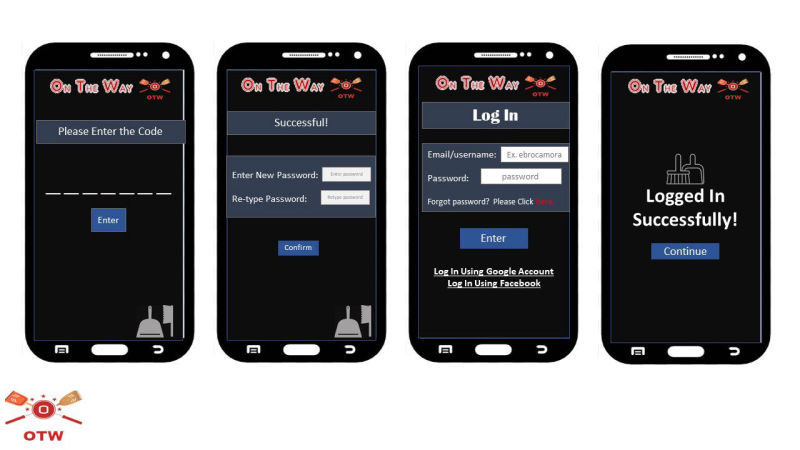 On The Way
OTW
Please Enter the Code
Enter
On The Way
OTW
Successful!
Enter New Password: Enter password
Re-type Password: Retype password
Confirm
On The Way
OTW
Log In
Email/username: Ex. ebrocamora
Password: password
Forgot password? Please Click here.
Enter
Log In Using Google Account
Log In Using Facebook
On The Way
OTW
Logged In
Successfully!
Continue
O
OTW